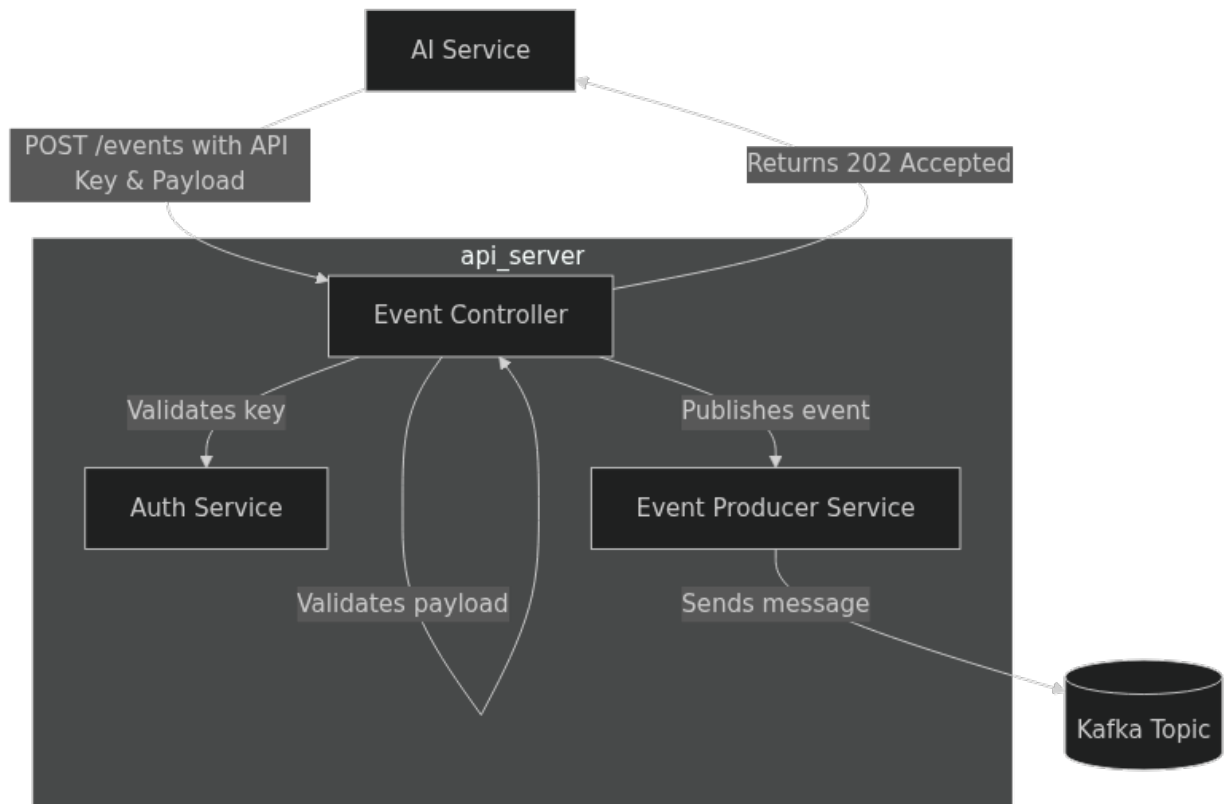 AI Service
POST /events with API
Key & Payload
Returns 202 Accepted
api_server
Event Controller
Validates key
Publishes event
Auth Service
Event Producer Service
Validates payload
Sends message
Kafka Topic